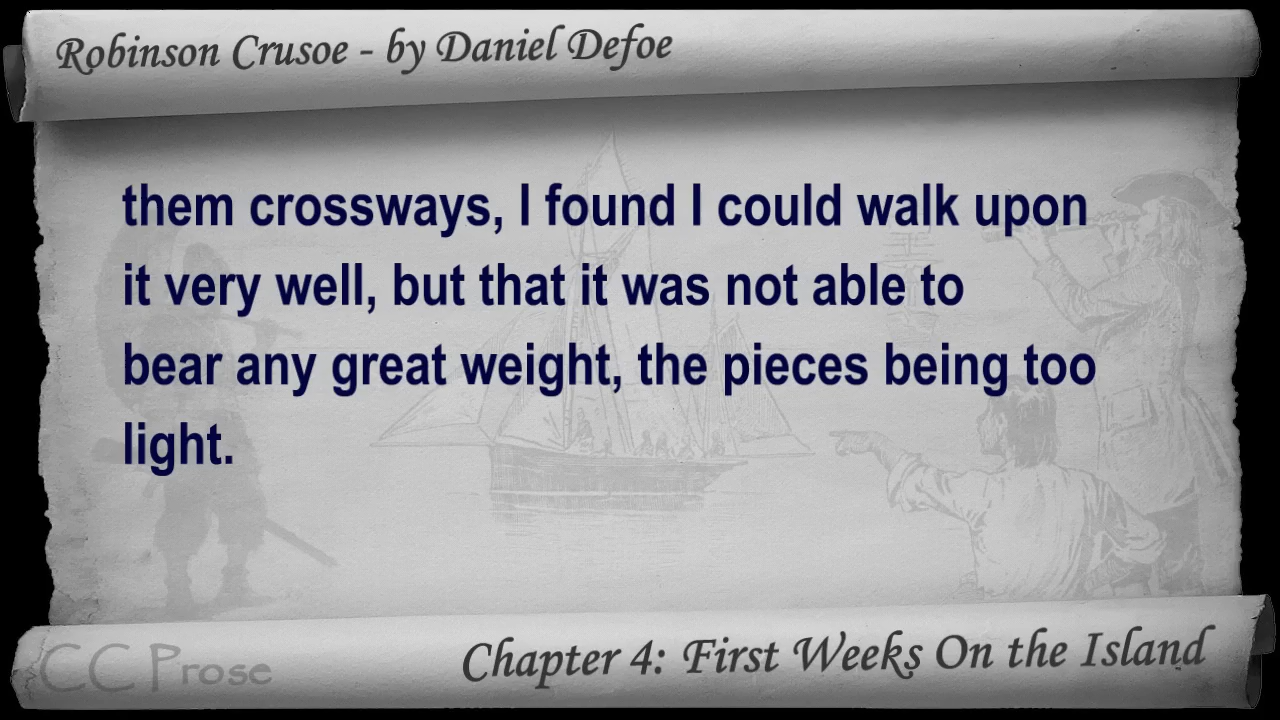 Robinson Crusoe - by Daniel Defoe
them crossways, I found I could walk upon
it very well, but that it was not able to
bear any great weight, the pieces being too
light.
CC Prose
Chapter 4: First Weeks On the Island